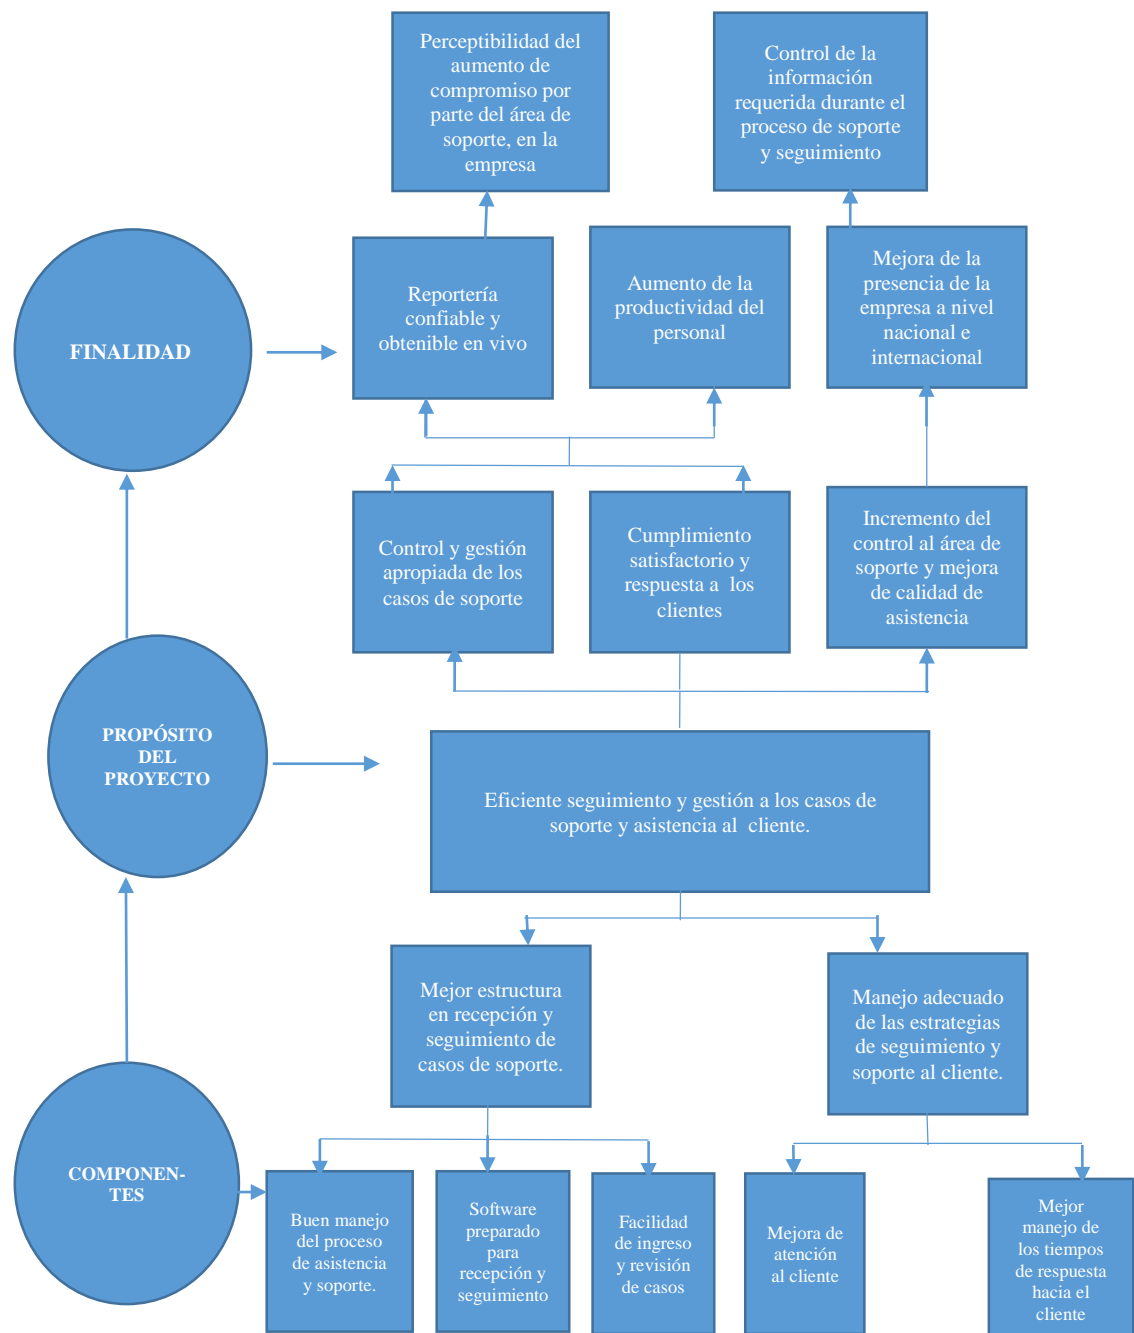 Perceptibilidad del
aumento de
compromiso por
parte del área de
soporte, en la
empresa
Control de la
información
requerida durante el
proceso de soporte
y seguimiento
FINALIDAD
Reportería
confiable y
obtenible en vivo
Aumento de la
productividad del
personal
Mejora de la
presencia de la
empresa a nivel
nacional e
internacional
Control y gestión
apropiada de los
casos de soporte
Cumplimiento
satisfactorio y
respuesta a los
clientes
Incremento del
control al área de
soporte y mejora
de calidad de
asistencia
PROPÓSITO
DEL
PROYECTO
Eficiente seguimiento y gestión a los casos de
soporte y asistencia al cliente.
Mejor estructura
en recepción y
seguimiento de
casos de soporte.
Manejo adecuado
de las estrategias
de seguimiento y
soporte al cliente.
COMPONEN-
TES
Buen manejo
del proceso
de asistencia
y soporte.
Software
preparado
para
recepción y
seguimiento
Facilidad
de ingreso
y revisión
de casos
Mejora de
atención
al cliente
Mejor
manejo de
los tiempos
de respuesta
hacia el
cliente